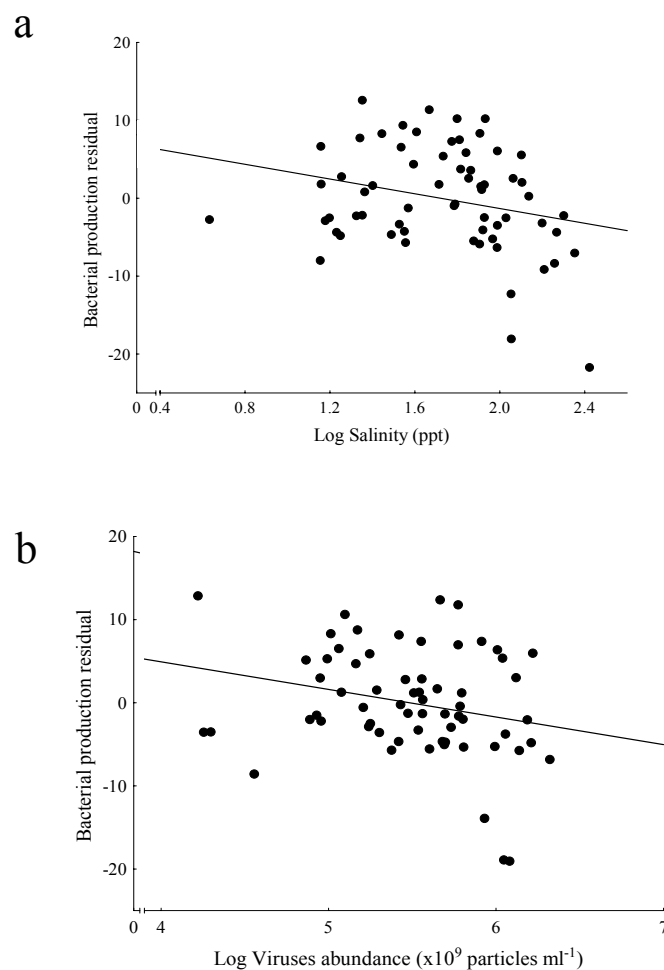 a
20
10
0
-10
-20
Bacterial production residual
0 0.4 0.8 1.2 1.6 2.0 2.4
Log Salinity (ppt)
b
20
10
0
-10
-20
Bacterial production residual
0 4 5 6 7
Log Viruses abundance (x10⁹ particles ml⁻¹)